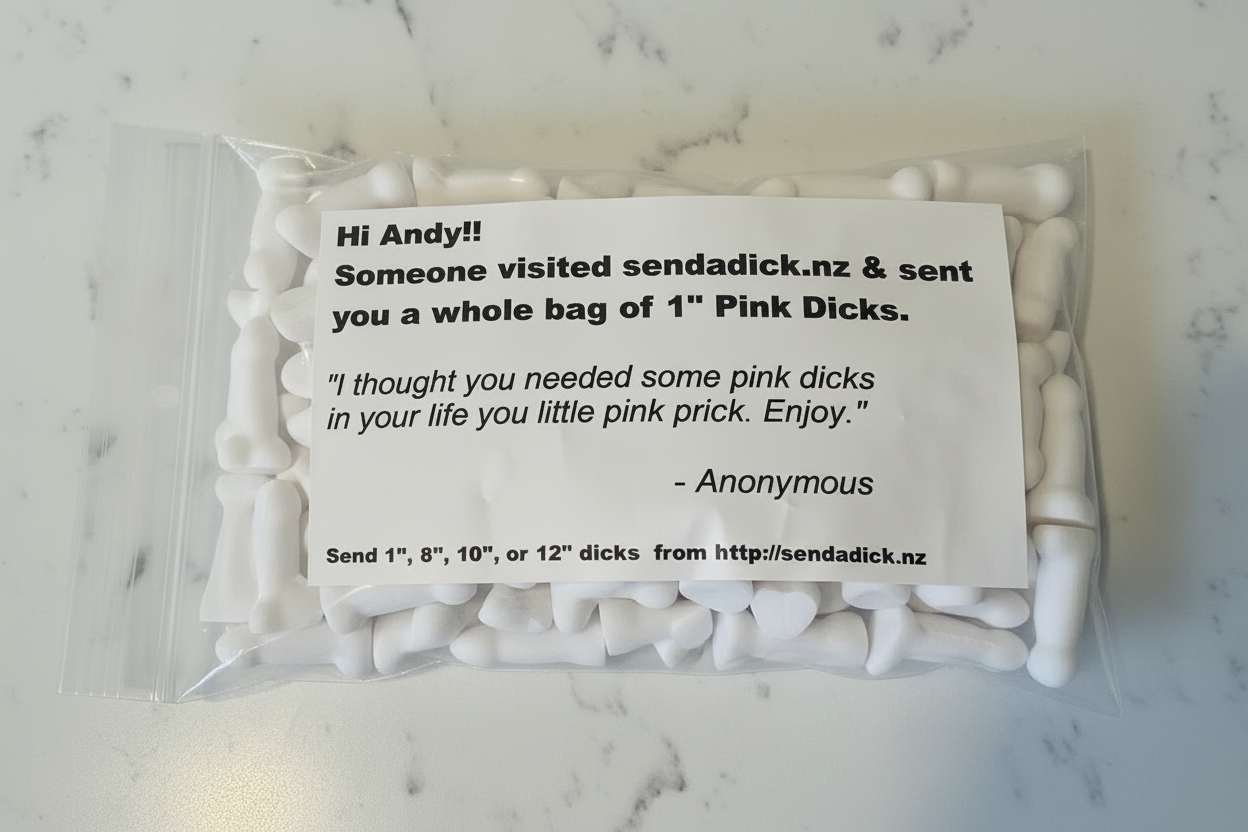 Hi Andy!!
Someone visited sendadick.nz & sent
you a whole bag of 1" Pink Dicks.
"I thought you needed some pink dicks
in your life you little pink prick. Enjoy."
- Anonymous
Send 1", 8", 10", or 12" dicks from http://sendadick.nz